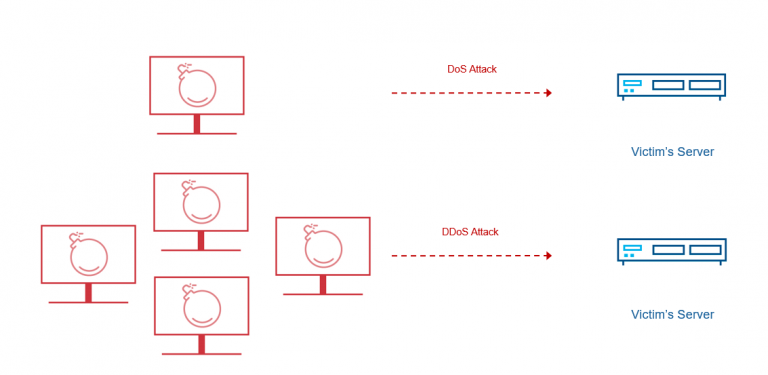 DoS Attack
Victim's Server
DDoS Attack
Victim's Server